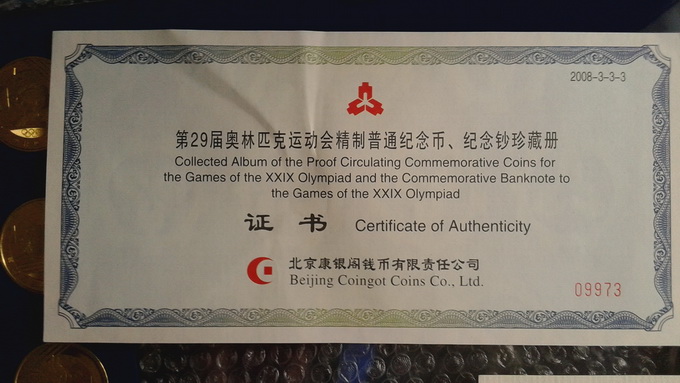 2008-3-3-3
第29届奥林匹克运动会精制普通纪念币、纪念钞珍藏册
Collected Album of the Proof Circulating Commemorative Coins for
the Games of the XXIX Olympiad and the Commemorative Banknote to
the Games of the XXIX Olympiad
证书 Certificate of Authenticity
北京康银阁钱币有限责任公司
Beijing Coingot Coins Co., Ltd.
09973